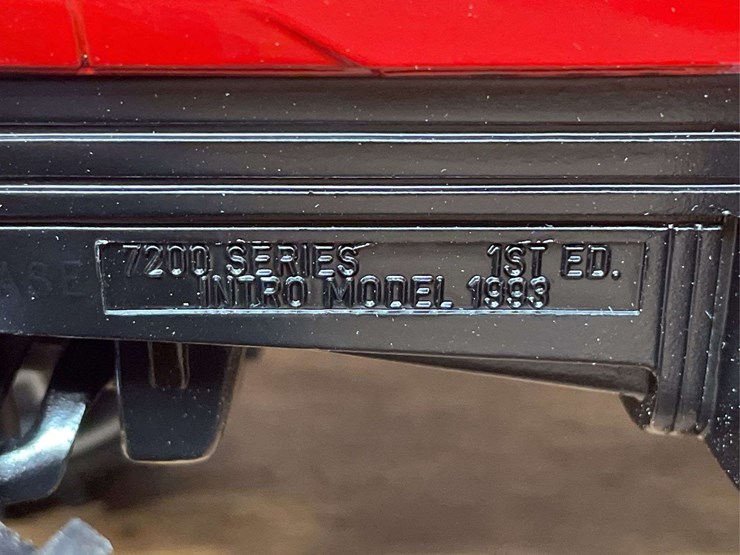 7200 SERIES 1ST ED.
INTRO MODEL 1993